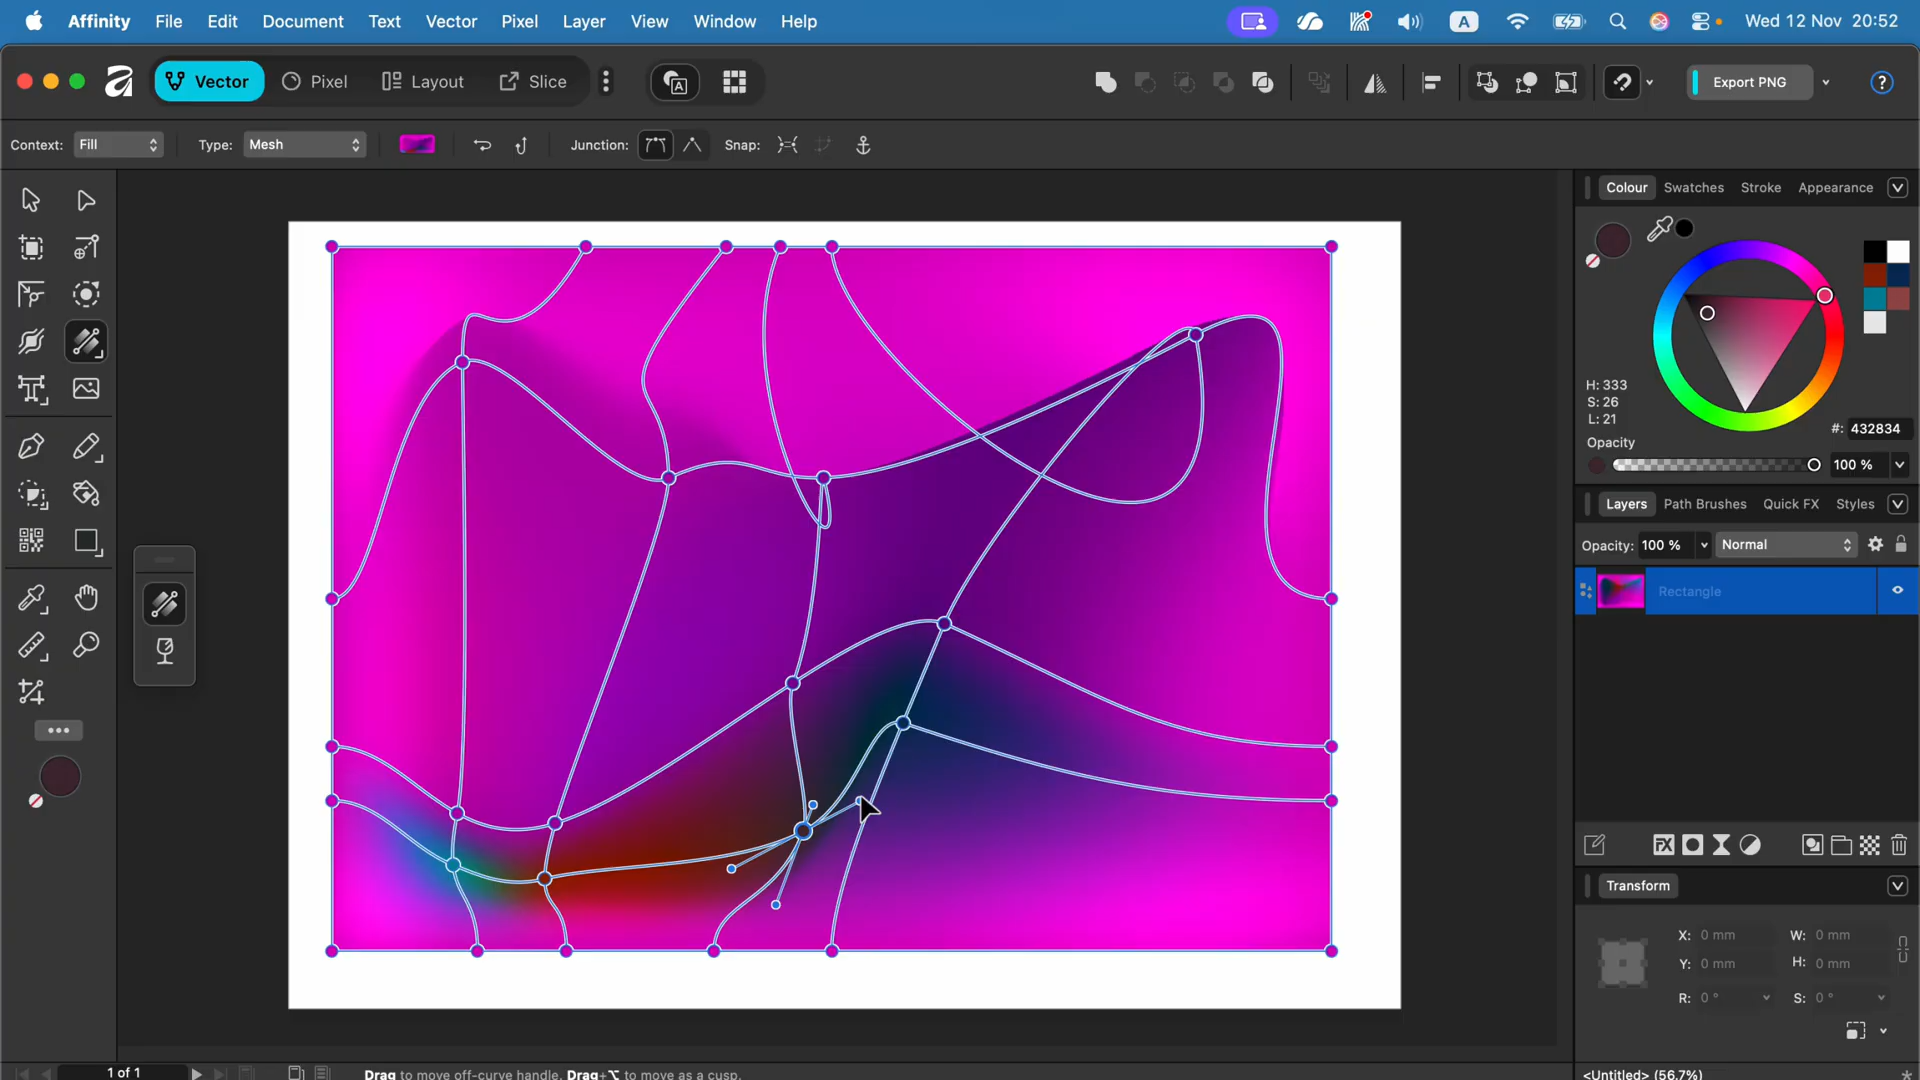 Affinity File Edit Document Text Vector Pixel Layer View Window Help A Wed 12 Nov 20:52
Vector Pixel Layout Slice A Export PNG ?
Context: Fill Type: Mesh Junction: Snap:
Colour Swatches Stroke Appearance
H: 333
S: 26
L: 21
#: 432834
Opacity
100 %
Layers Path Brushes Quick FX Styles
Opacity: 100 % Normal
Rectangle
FX
Transform
X: 0 mm W: 0 mm
Y: 0 mm H: 0 mm
R: 0 ° S: 0 °
1 of 1 Drag to move off-curve handle. Drag+⌥ to move as a cusp. <Untitled> (56.7%)